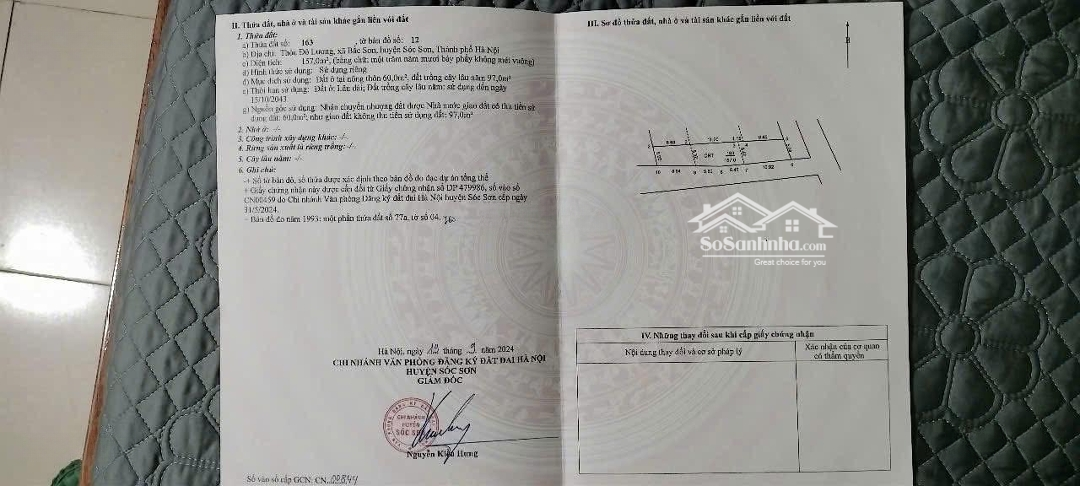 II. Thửa đất, nhà ở và tài sản khác gắn liền với đất
1. Thửa đất:
a) Thửa đất số: 163 , tờ bản đồ số: 12
b) Địa chỉ: Thôn Đô Lương, xã Bắc Sơn, huyện Sóc Sơn, Thành phố Hà Nội
c) Diện tích: 157,0m², (bằng chữ: một trăm năm mươi bảy phẩy không mét vuông)
d) Hình thức sử dụng: Sử dụng riêng
đ) Mục đích sử dụng: Đất ở tại nông thôn 60,0m², đất trồng cây lâu năm 97,0m²
e) Thời hạn sử dụng: Đất ở: Lâu dài; Đất trồng cây lâu năm: sử dụng đến ngày
15/10/2043
g) Nguồn gốc sử dụng: Nhận chuyển nhượng đất được Nhà nước giao đất có thu tiền sử
dụng đất: 60,0m², như giao đất không thu tiền sử dụng đất: 97,0m²
2. Nhà ở: -/-
3. Công trình xây dựng khác: -/-
4. Rừng sản xuất là rừng trồng: -/-
5. Cây lâu năm: -/-
6. Ghi chú:
+ Số tờ bản đồ, số thửa được xác định theo bản đồ đo đạc dự án tổng thể
+ Giấy chứng nhận này được cấp đổi từ Giấy chứng nhận số DP 479986, số vào sổ
CN00459 do Chi nhánh Văn phòng Đăng ký đất đai Hà Nội huyện Sóc Sơn cấp ngày
31/5/2024.
- Bản đồ đo năm 1993: một phần thửa đất số 77a, tờ số 04.
Hà Nội, ngày 19 tháng 9 năm 2024
CHI NHÁNH VĂN PHÒNG ĐĂNG KÝ ĐẤT ĐAI HÀ NỘI
HUYỆN SÓC SƠN
GIÁM ĐỐC
CHI NHÁNH
HUYỆN
SÓC SƠN
Nguyễn Kiều Hưng
Số vào sổ cấp GCN: CN 00844
III. Sơ đồ thửa đất, nhà ở và tài sản khác gắn liền với đất
B
SoSanhnha.com
Great choice for you
IV. Những thay đổi sau khi cấp giấy chứng nhận
Nội dung thay đổi và cơ sở pháp lý
Xác nhận của cơ quan
có thẩm quyền